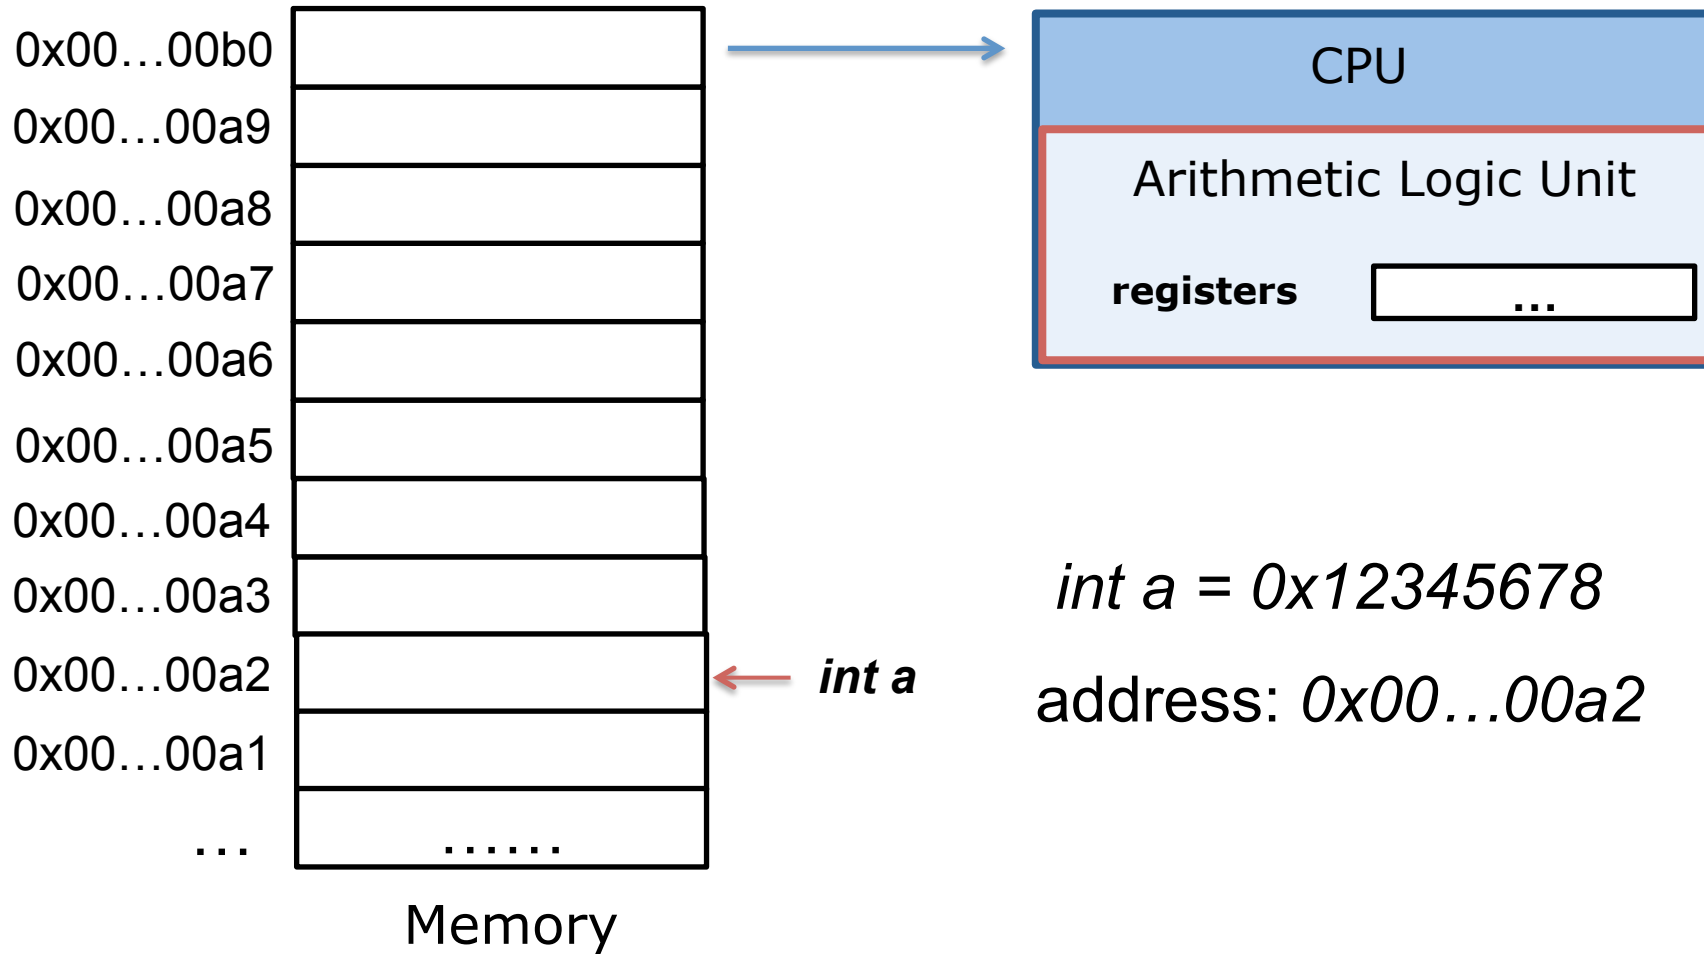 0x00…00b0
0x00…00a9
0x00…00a8
0x00…00a7
0x00…00a6
0x00…00a5
0x00…00a4
0x00…00a3
0x00…00a2
0x00…00a1
…
……
Memory
int a
CPU
Arithmetic Logic Unit
registers …
int a = 0x12345678
address: 0x00…00a2